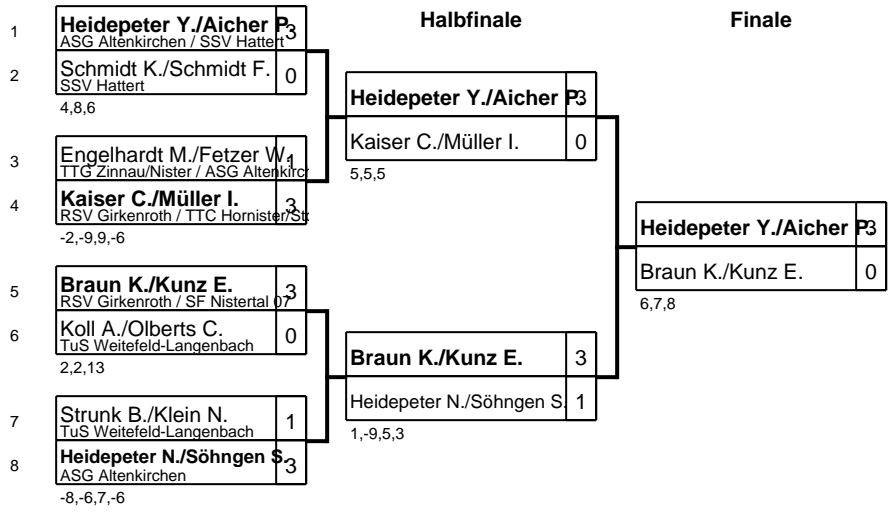 Halbfinale
Finale
1
Heidepeter Y./Aicher P.
3
ASG Altenkirchen / SSV Hattert
2
Schmidt K./Schmidt F.
0
SSV Hattert
4,8,6
3
Engelhardt M./Fetzer W.
1
TTG Zinnau/Nister / ASG Altenkirc
4
Kaiser C./Müller I.
3
RSV Girkenroth / TTC Hornister/St
-2,-9,9,-6
5
Braun K./Kunz E.
3
RSV Girkenroth / SF Nistertal 07
6
Koll A./Olberts C.
0
TuS Weitefeld-Langenbach
2,2,13
7
Strunk B./Klein N.
1
TuS Weitefeld-Langenbach
8
Heidepeter N./Söhngen S.
3
ASG Altenkirchen
-8,-6,7,-6
Heidepeter Y./Aicher P.
3
Kaiser C./Müller I.
0
5,5,5
Braun K./Kunz E.
3
Heidepeter N./Söhngen S.
1
1,-9,5,3
Heidepeter Y./Aicher P.
3
Braun K./Kunz E.
0
6,7,8